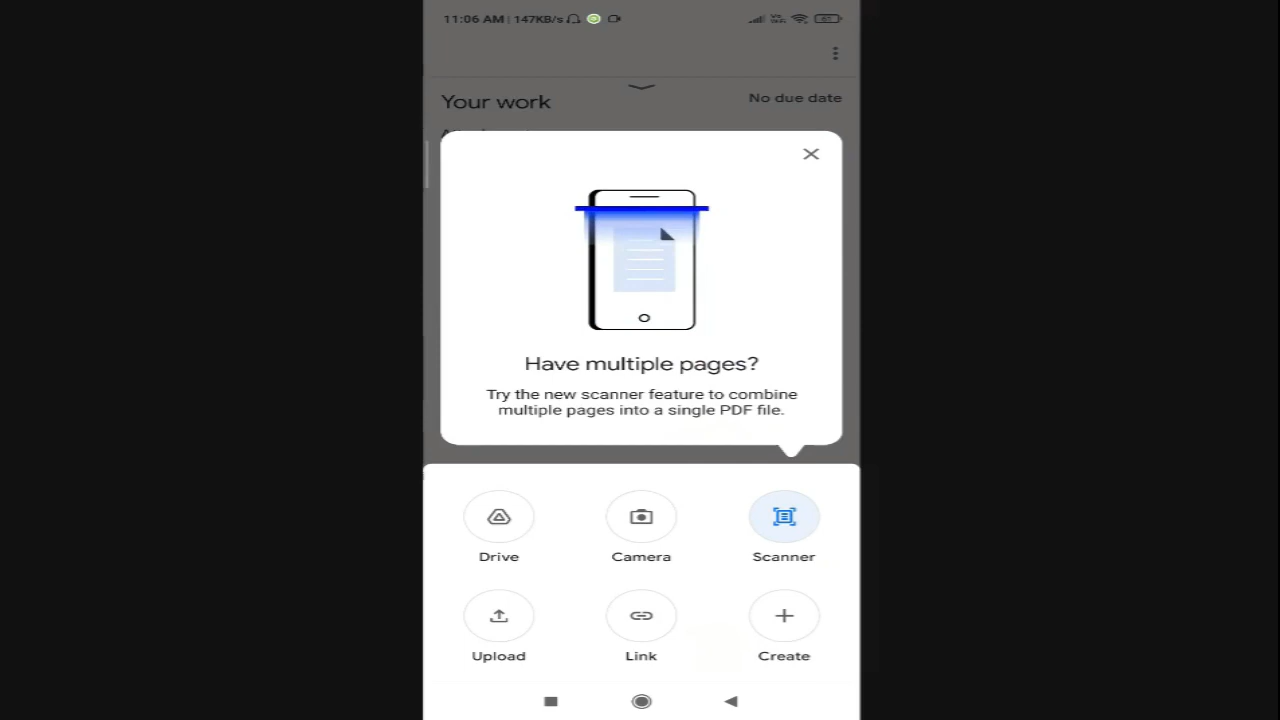 11:06 AM | 147KB/s
61
Your work
No due date
Have multiple pages?
Try the new scanner feature to combine
multiple pages into a single PDF file.
Drive
Camera
Scanner
Upload
Link
Create